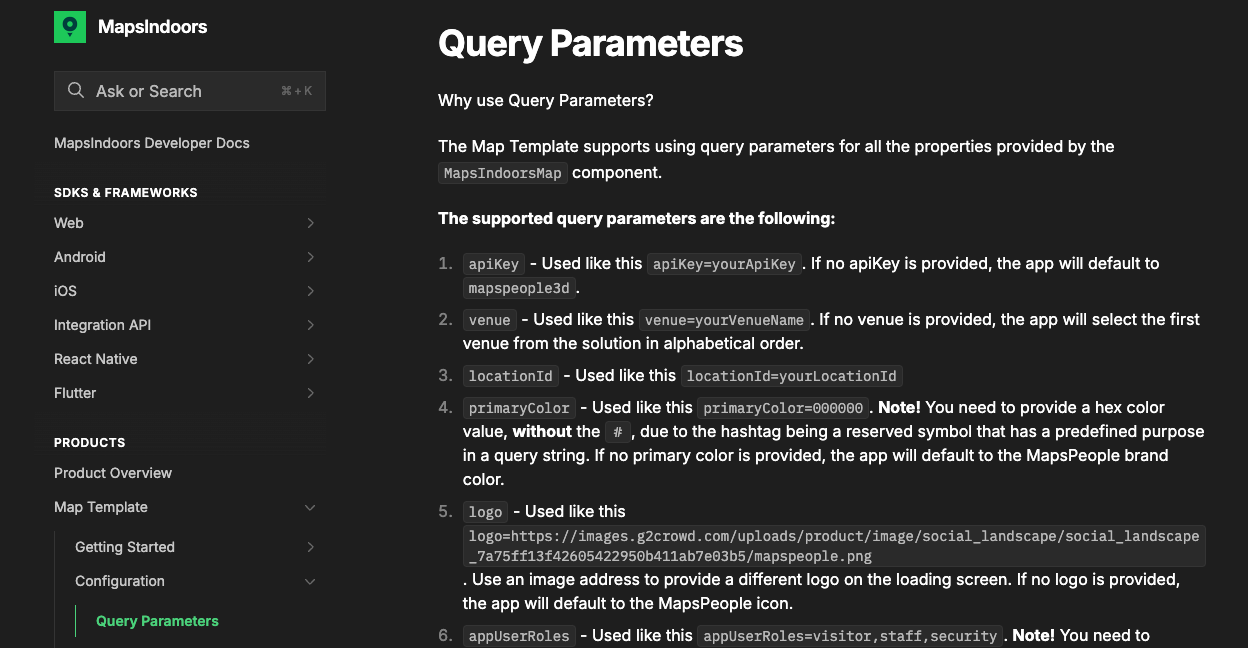 MapsIndoors
Ask or Search
⌘+K
MapsIndoors Developer Docs
SDKS & FRAMEWORKS
Web
Android
iOS
Integration API
React Native
Flutter
PRODUCTS
Product Overview
Map Template
Getting Started
Configuration
Query Parameters
Query Parameters
Why use Query Parameters?
The Map Template supports using query parameters for all the properties provided by the
MapsIndoorsMap component.
The supported query parameters are the following:
1. apiKey - Used like this apiKey=yourApiKey. If no apiKey is provided, the app will default to
mapspeople3d.
2. venue - Used like this venue=yourVenueName. If no venue is provided, the app will select the first
venue from the solution in alphabetical order.
3. locationId - Used like this locationId=yourLocationId
4. primaryColor - Used like this primaryColor=000000. Note! You need to provide a hex color
value, without the #, due to the hashtag being a reserved symbol that has a predefined purpose
in a query string. If no primary color is provided, the app will default to the MapsPeople brand
color.
5. logo - Used like this
logo=https://images.g2crowd.com/uploads/product/image/social_landscape/social_landscape
_7a75ff13f42605422950b411ab7e03b5/mapspeople.png
. Use an image address to provide a different logo on the loading screen. If no logo is provided,
the app will default to the MapsPeople icon.
6. appUserRoles - Used like this appUserRoles=visitor,staff,security. Note! You need to